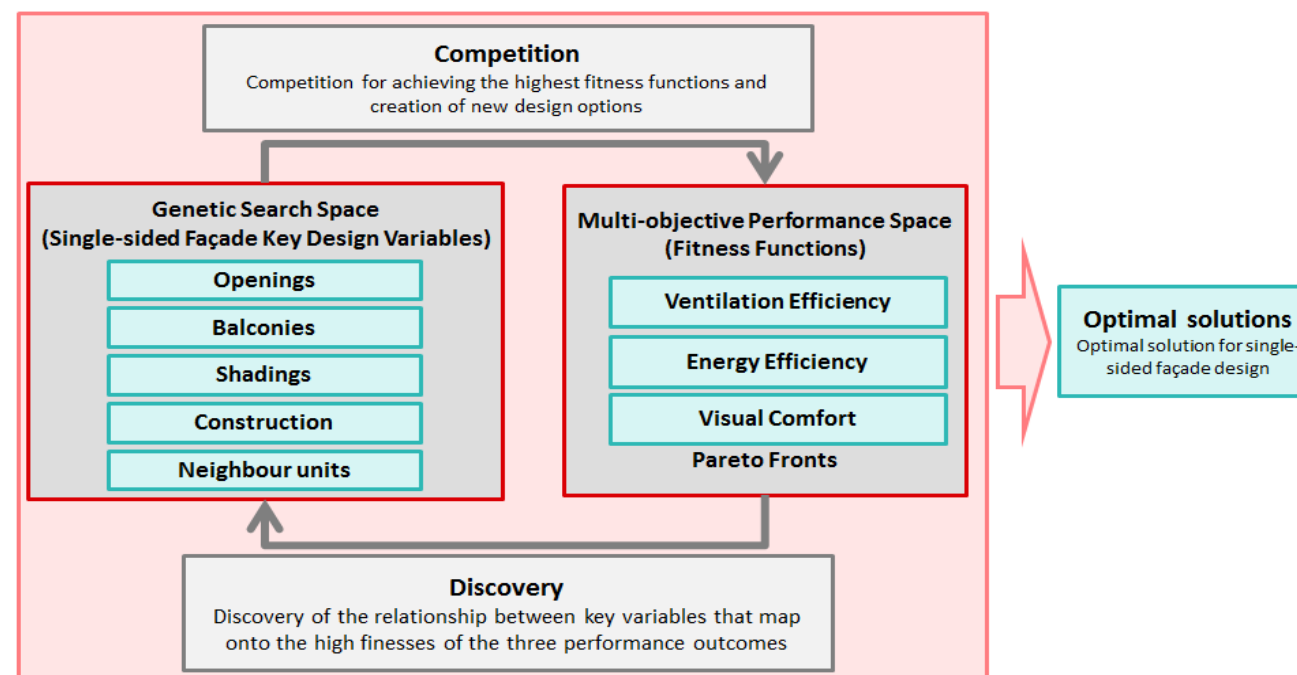 Competition
Competition for achieving the highest fitness functions and
creation of new design options
Genetic Search Space
(Single-sided Façade Key Design Variables)
Openings
Balconies
Shadings
Construction
Neighbour units
Multi-objective Performance Space
(Fitness Functions)
Ventilation Efficiency
Energy Efficiency
Visual Comfort
Pareto Fronts
Optimal solutions
Optimal solution for single-
sided façade design
Discovery
Discovery of the relationship between key variables that map
onto the high finesses of the three performance outcomes